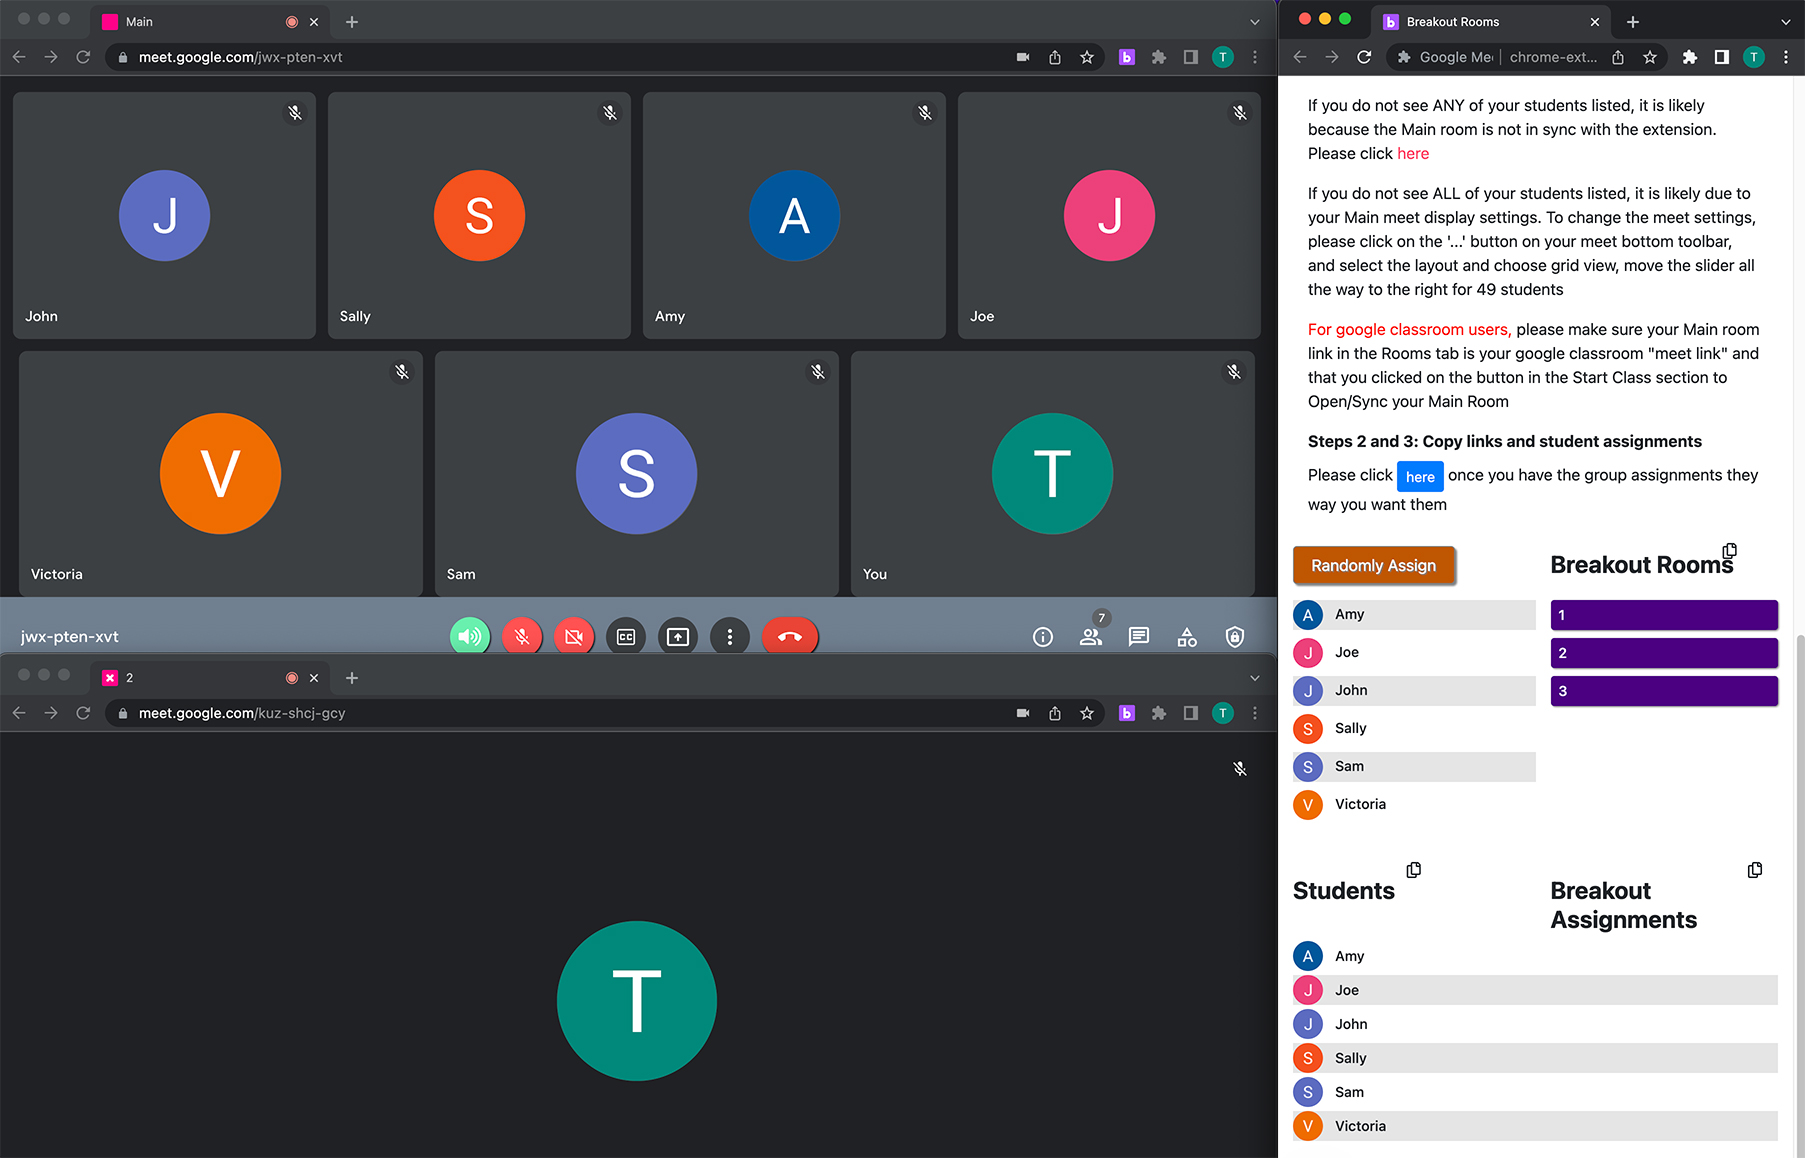 Main
meet.google.com/jwx-pten-xvt
b
T
J
John
S
Sally
A
Amy
J
Joe
V
Victoria
S
Sam
T
You
jwx-pten-xvt
CC
7
2
meet.google.com/kuz-shcj-gcy
b
T
T
b Breakout Rooms
Google Me chrome-ext...
T
If you do not see ANY of your students listed, it is likely
because the Main room is not in sync with the extension.
Please click here
If you do not see ALL of your students listed, it is likely due to
your Main meet display settings. To change the meet settings,
please click on the '...' button on your meet bottom toolbar,
and select the layout and choose grid view, move the slider all
the way to the right for 49 students
For google classroom users, please make sure your Main room
link in the Rooms tab is your google classroom "meet link" and
that you clicked on the button in the Start Class section to
Open/Sync your Main Room
Steps 2 and 3: Copy links and student assignments
Please click here once you have the group assignments they
way you want them
Randomly Assign
Breakout Rooms
A Amy
1
J Joe
2
J John
3
S Sally
S Sam
V Victoria
Students
Breakout
Assignments
A Amy
J Joe
J John
S Sally
S Sam
V Victoria